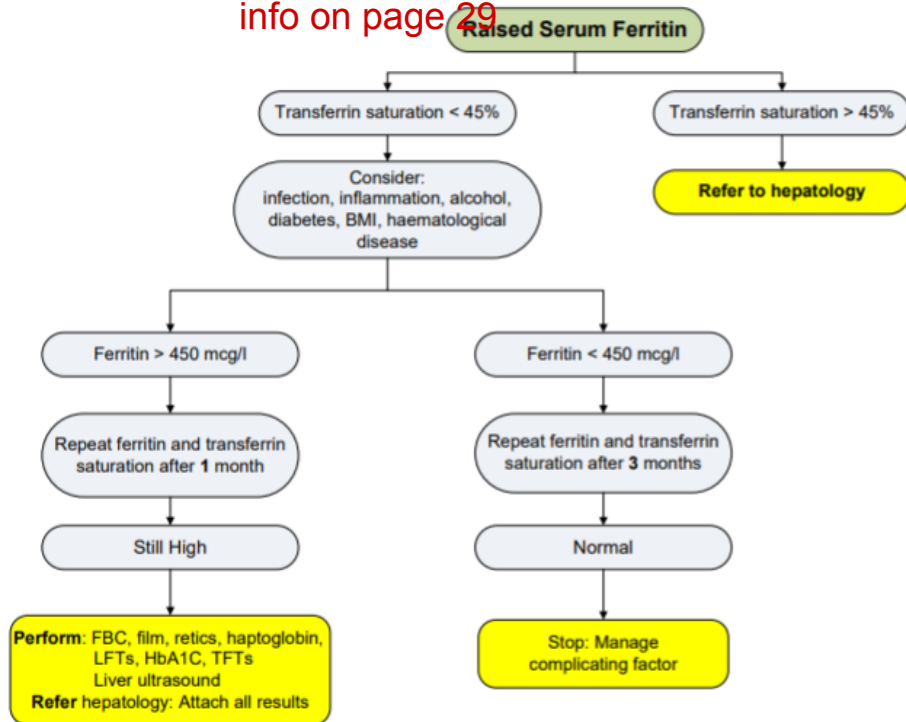 info on page 29
Raised Serum Ferritin
Transferrin saturation < 45%
Transferrin saturation > 45%
Consider:
infection, inflammation, alcohol,
diabetes, BMI, haematological
disease
Refer to hepatology
Ferritin > 450 mcg/l
Ferritin < 450 mcg/l
Repeat ferritin and transferrin
saturation after 1 month
Repeat ferritin and transferrin
saturation after 3 months
Still High
Normal
Perform: FBC, film, retics, haptoglobin,
LFTs, HbA1C, TFTs
Liver ultrasound
Refer hepatology: Attach all results
Stop: Manage
complicating factor